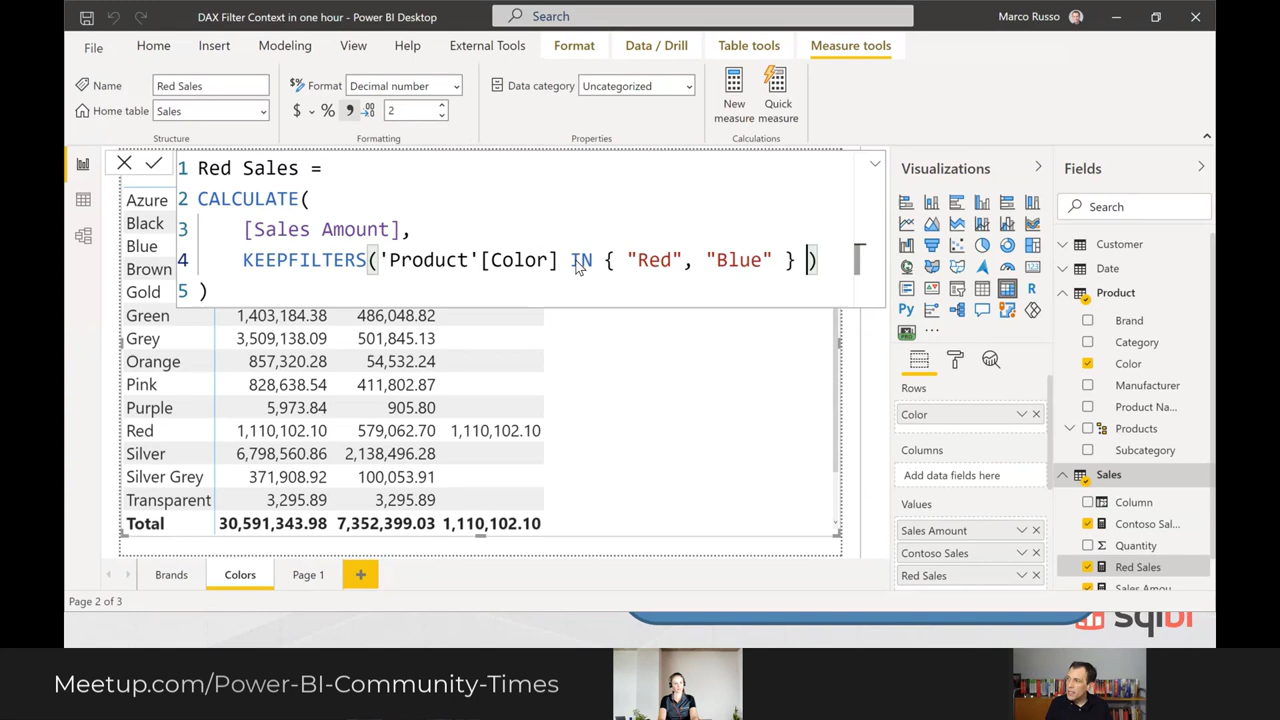 DAX Filter Context in one hour - Power BI Desktop
Search
Marco Russo
File
Home
Insert
Modeling
View
Help
External Tools
Format
Data / Drill
Table tools
Measure tools
Name
Red Sales
Home table
Sales
Structure
$% Format
Decimal number
$ % 9 .00 2
Formatting
Data category
Uncategorized
Properties
New measure
Quick measure
Calculations
1 Red Sales =
2 CALCULATE(
3 [Sales Amount],
4 KEEPFILTERS('Product'[Color] IN { "Red", "Blue" } )
5 )
Azure
Black
Blue
Brown
Gold
Green 1,403,184.38 486,048.82
Grey 3,509,138.09 501,845.13
Orange 857,320.28 54,532.24
Pink 828,638.54 411,802.87
Purple 5,973.84 905.80
Red 1,110,102.10 579,062.70 1,110,102.10
Silver 6,798,560.86 2,138,496.28
Silver Grey 371,908.92 100,053.91
Transparent 3,295.89 3,295.89
Total 30,591,343.98 7,352,399.03 1,110,102.10
Brands
Colors
Page 1
Page 2 of 3
Visualizations
R
Py
PRO
...
Rows
Color
Columns
Add data fields here
Values
Sales Amount
Contoso Sales
Red Sales
Fields
Search
Customer
Date
Product
Brand
Category
Color
Manufacturer
Product Na...
Products
Subcategory
Sales
Column
Contoso Sal...
Quantity
Red Sales
Sales Amou...
sqlbi
Meetup.com/Power-BI-Community-Times